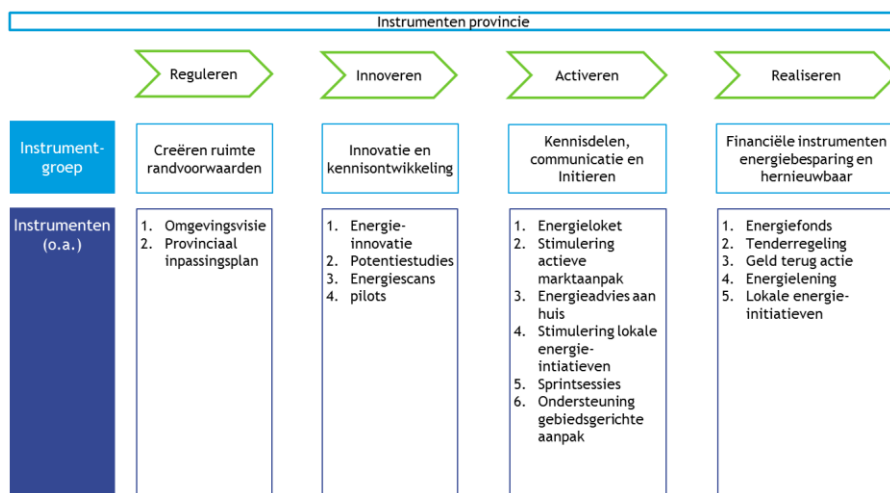 Instrumenten provincie
Reguleren
Innoveren
Activeren
Realiseren
Instrument-
groep
Creëren ruimte
randvoorwaarden
Innovatie en
kennisontwikkeling
Kennisdelen,
communicatie en
Initieren
Financiële instrumenten
energiebesparing en
hernieuwbaar
Instrumenten
(o.a.)
1. Omgevingsvisie
2. Provinciaal
inpassingsplan
1. Energie-
innovatie
2. Potentiestudies
3. Energiescans
4. pilots
1. Energieloket
2. Stimulering
actieve
marktaanpak
3. Energieadvies aan
huis
4. Stimulering lokale
energie-
intiatieven
5. Sprintsessies
6. Ondersteuning
gebiedsgerichte
aanpak
1. Energiefonds
2. Tenderregeling
3. Geld terug actie
4. Energielening
5. Lokale energie-
initiatieven